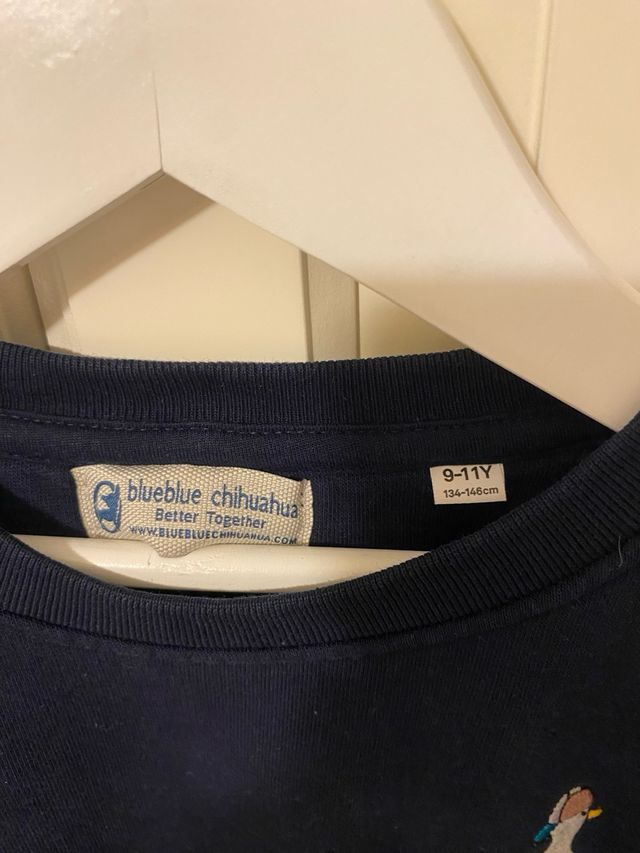 blueblue chihuahua
Better Together
WWW.BLUEBLUECHIHUAHUA.COM
9-11Y
134-146cm